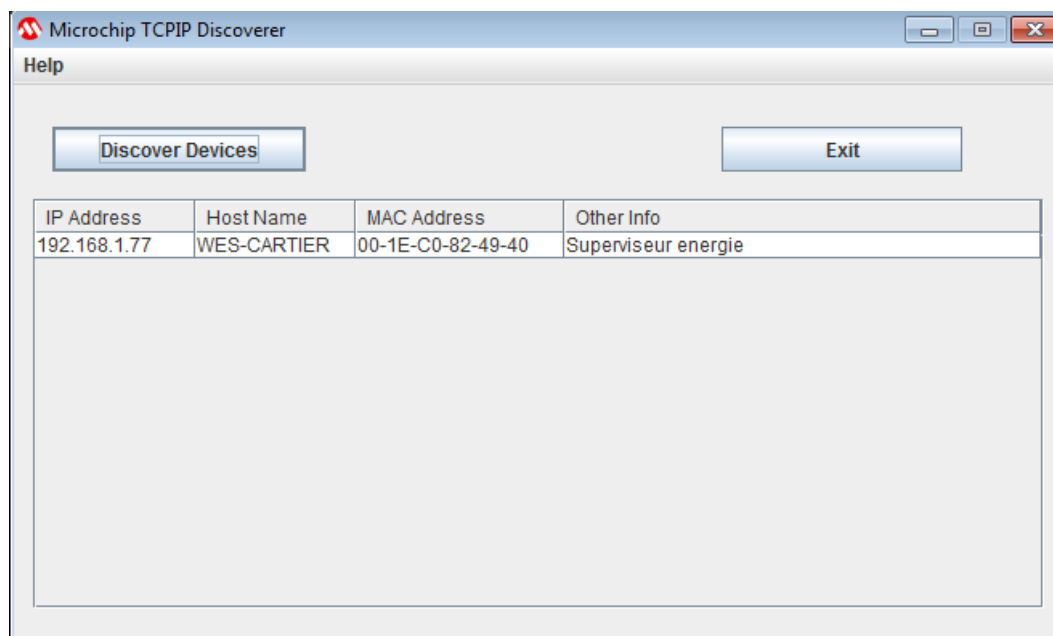 Microchip TCPIP Discoverer
Help
Discover Devices Exit
IP Address Host Name MAC Address Other Info
192.168.1.77 WES-CARTIER 00-1E-C0-82-49-40 Superviseur energie